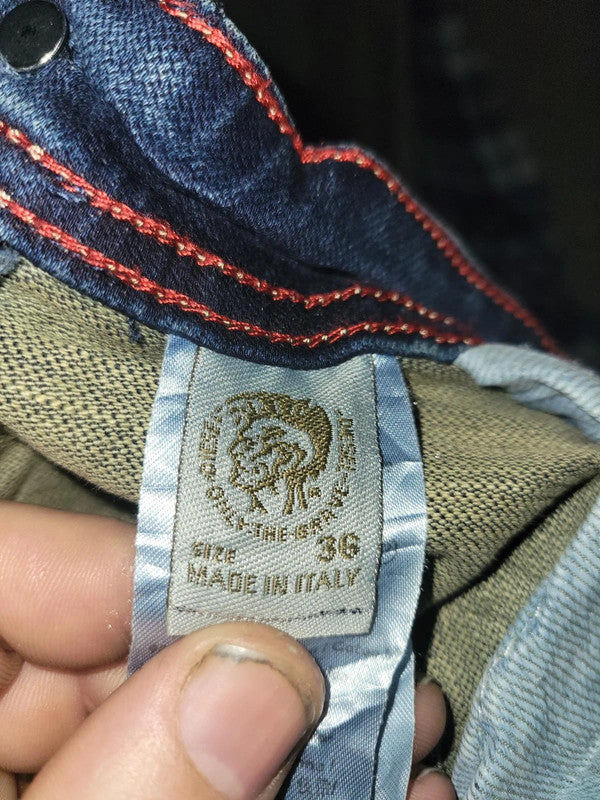 DIESEL
ONLY-THE-BRAVE
SIZE 36
MADE IN ITALY